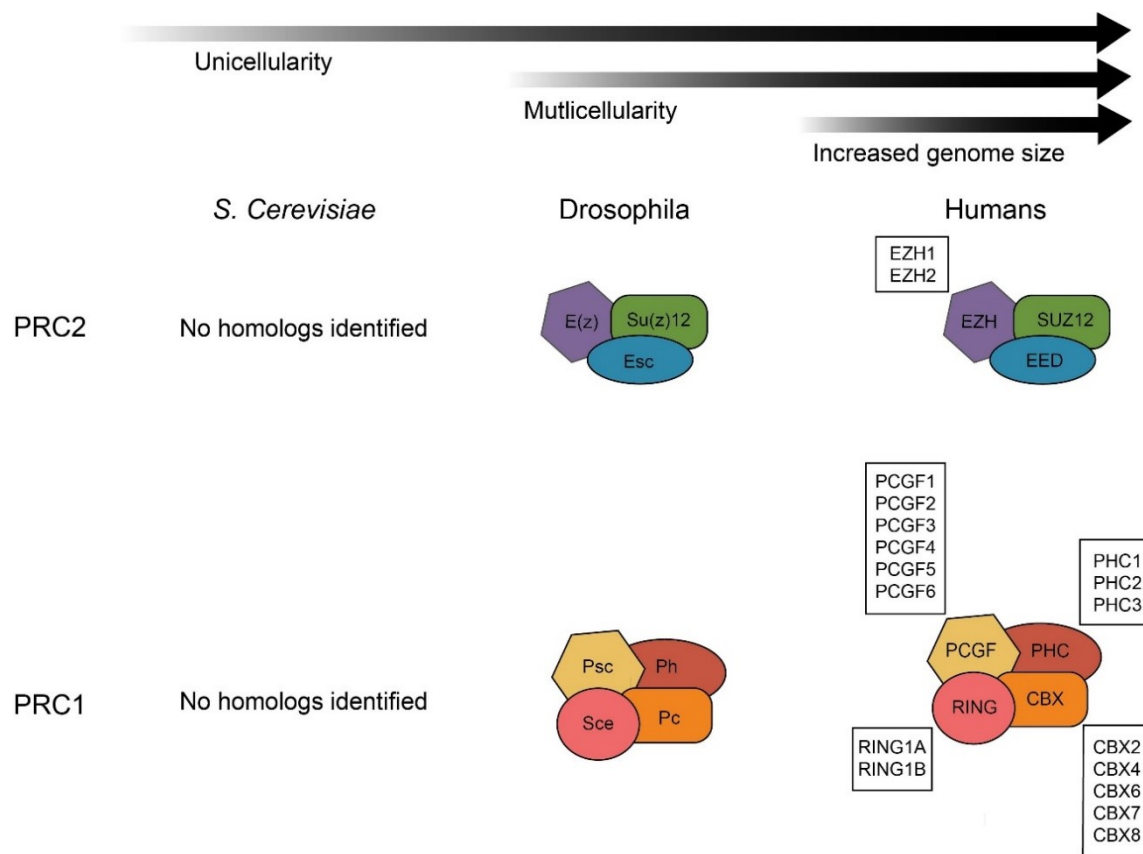 Unicellularity
Mutlicellularity
Increased genome size
S. Cerevisiae
Drosophila
Humans
EZH1
EZH2
PRC2
No homologs identified
E(z)
Su(z)12
Esc
EZH
SUZ12
EED
PCGF1
PCGF2
PCGF3
PCGF4
PCGF5
PCGF6
PHC1
PHC2
PHC3
PRC1
No homologs identified
Psc
Ph
Sce
Pc
PCGF
PHC
RING
CBX
RING1A
RING1B
CBX2
CBX4
CBX6
CBX7
CBX8